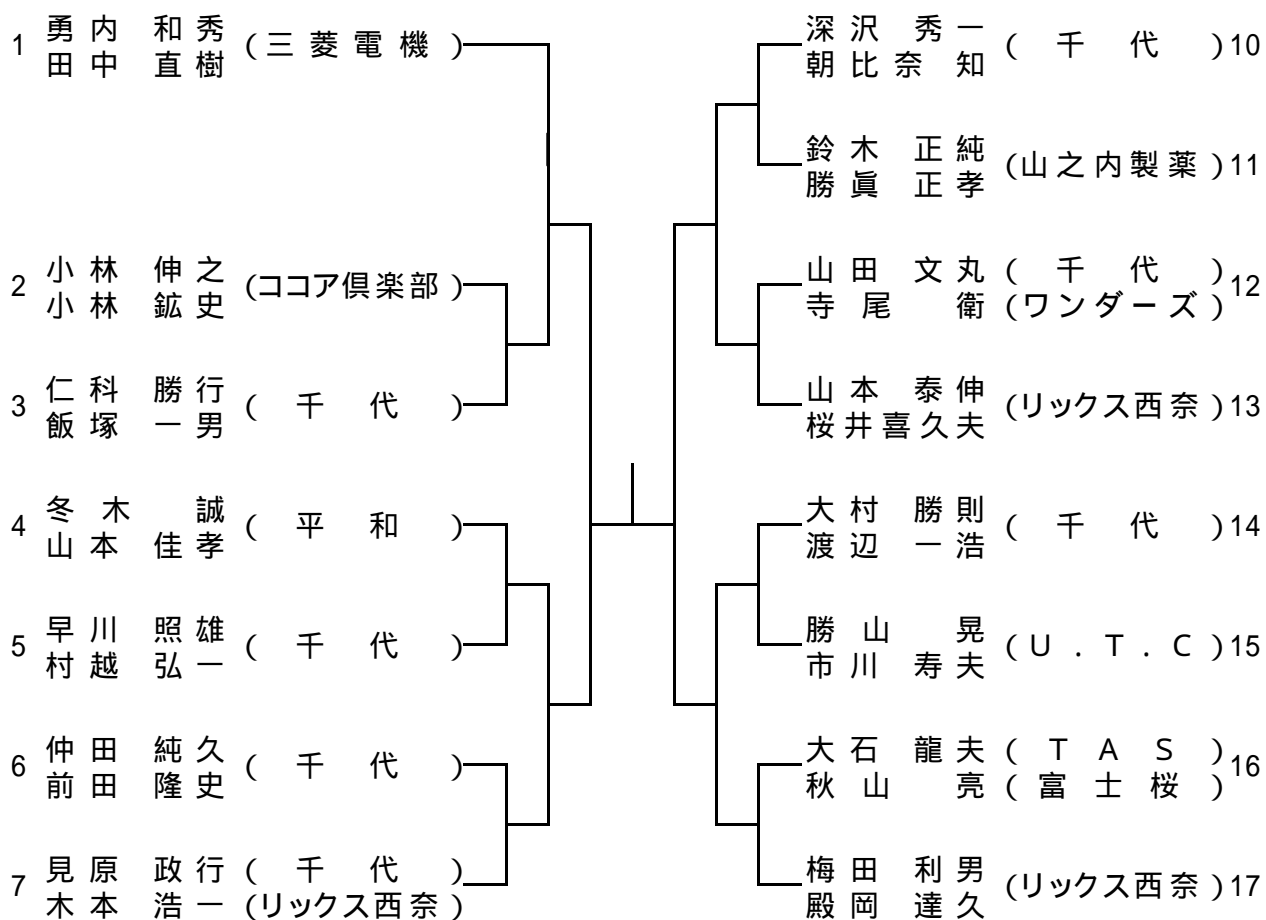 1 勇内 和秀 (三菱電機)
田中 直樹
2 小林 伸之 (ココア倶楽部)
小林 鉱史
3 仁科 勝行 (千代)
飯塚 一男
4 冬木 誠 (平和)
山本 佳孝
5 早川 照雄 (千代)
村越 弘一
6 仲田 純久 (千代)
前田 隆史
7 見原 政行 (千代)
木本 浩一 (リックス西奈)
深沢 秀一 (千代) 10
朝比奈 知
鈴木 正純 (山之内製薬) 11
勝眞 正孝
山田 文丸 (千代) 12
寺尾 衛 (ワンダーズ)
山本 泰伸 (リックス西奈) 13
桜井喜久夫
大村 勝則 (千代) 14
渡辺 一浩
勝山 晃 (U.T.C) 15
市川 寿夫
大石 龍夫 (TAS) 16
秋山 亮 (富士桜)
梅田 利男 (リックス西奈) 17
殿岡 達久